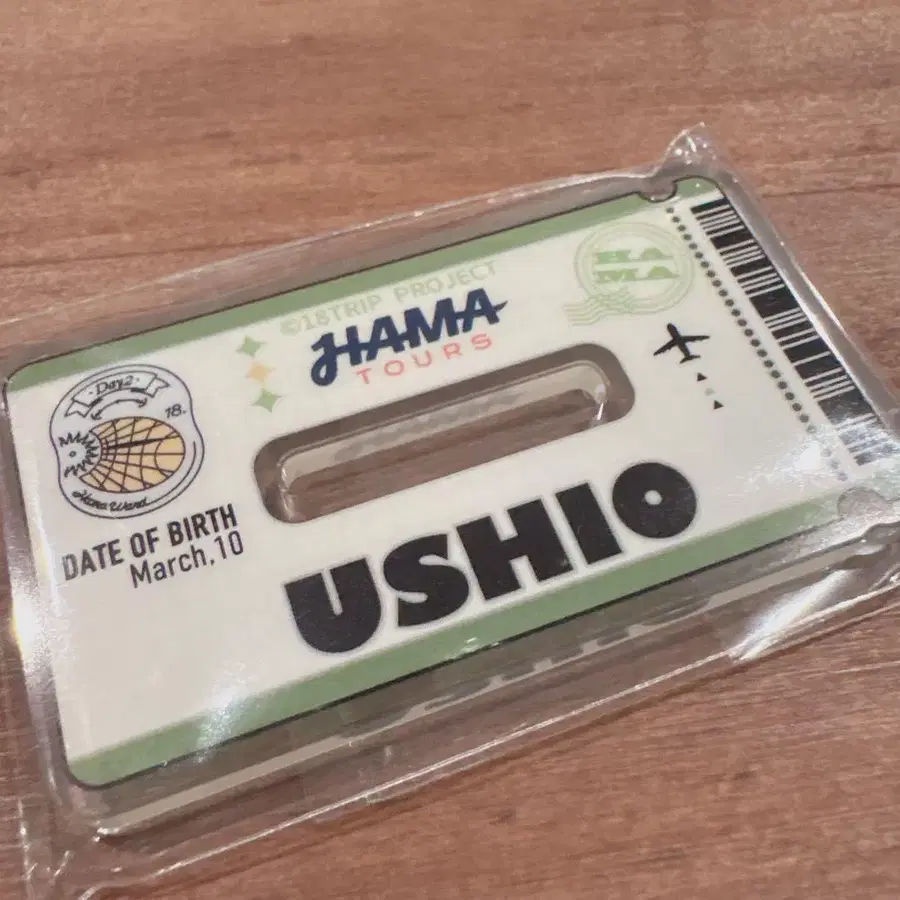 ©18TRIP PROJECT
HAMA
TOURS
HA
MA
Day2
18.
Hama Ward
DATE OF BIRTH
March,10
USHIO